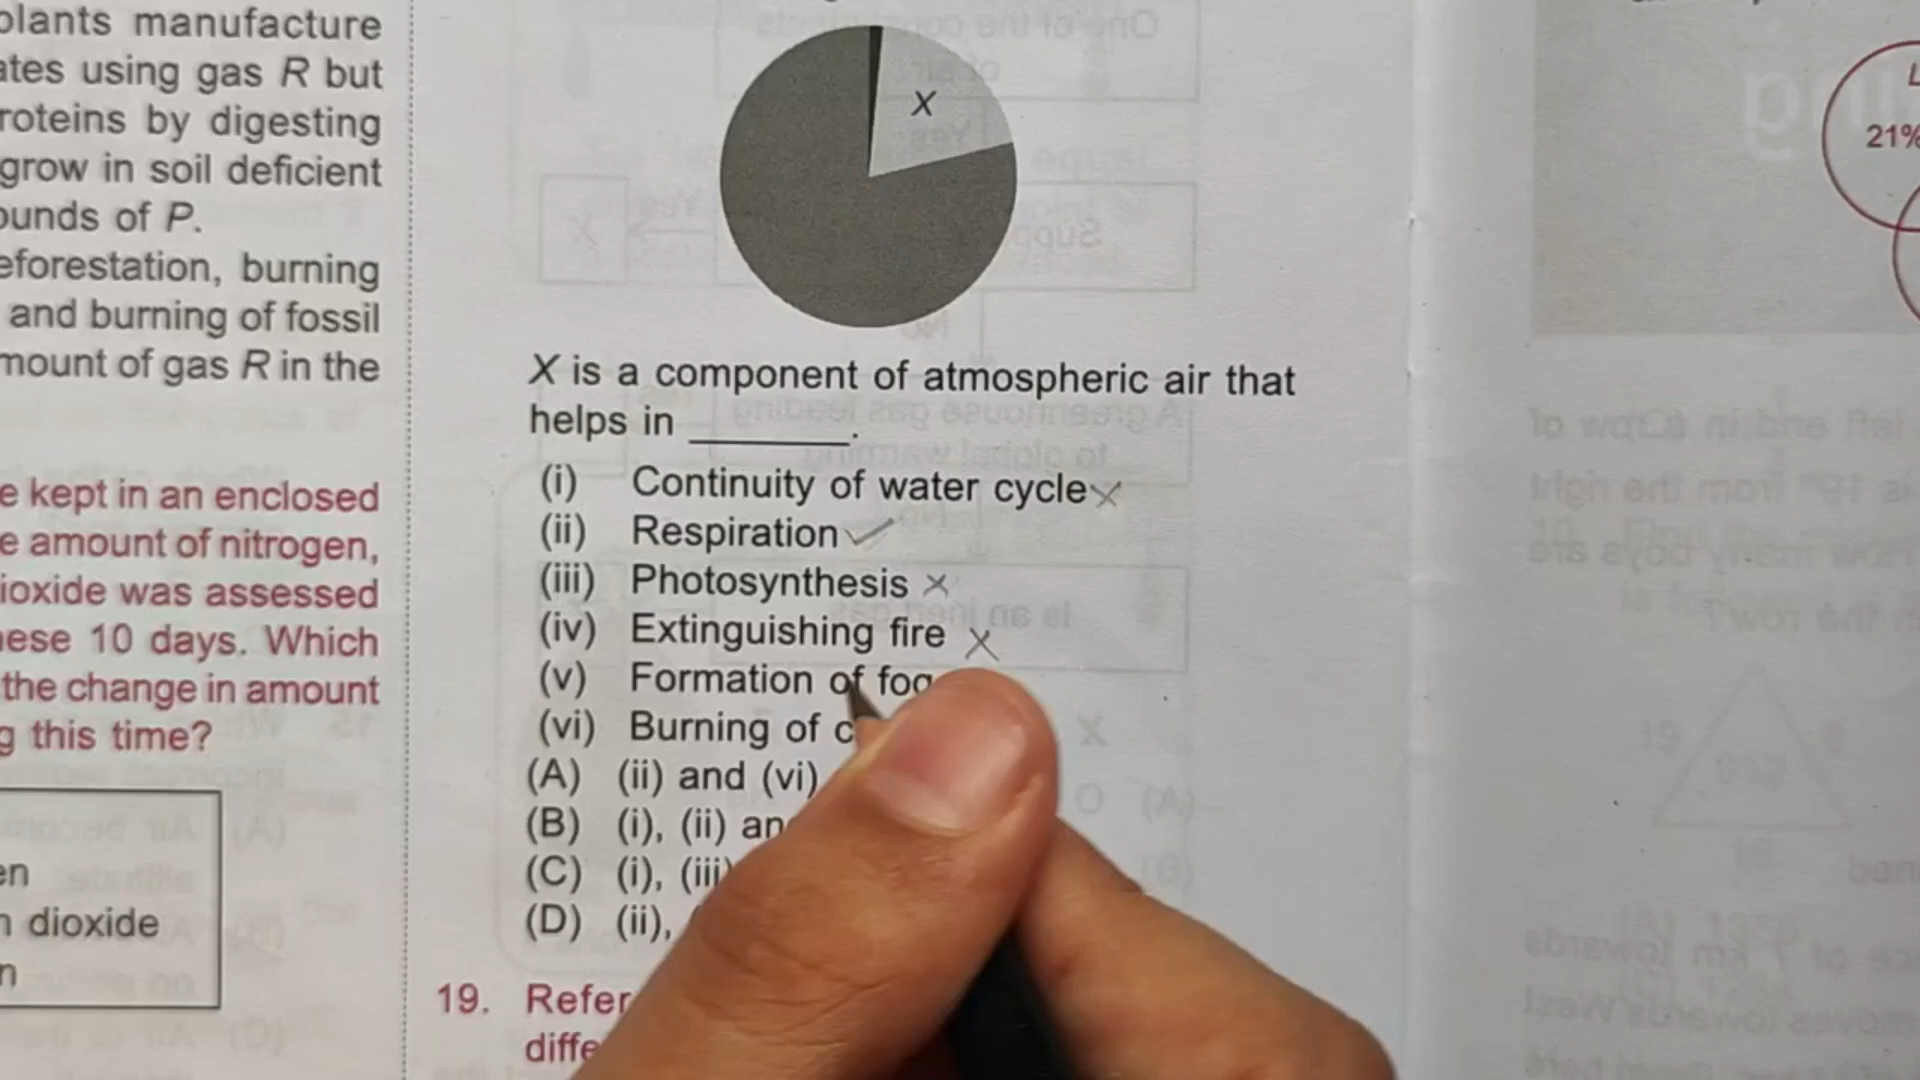 plants manufacture
ates using gas R but
roteins by digesting
grow in soil deficient
ounds of P.
eforestation, burning
and burning of fossil
mount of gas R in the
e kept in an enclosed
e amount of nitrogen,
ioxide was assessed
hese 10 days. Which
the change in amount
g this time?
en
n dioxide
n
X
X is a component of atmospheric air that
helps in ________.
(i) Continuity of water cycle
(ii) Respiration
(iii) Photosynthesis
(iv) Extinguishing fire
(v) Formation of fog
(vi) Burning of
(A) (ii) and (vi)
(B) (i), (ii)
(C) (i), (iii)
(D) (ii),
19. Refer
diffe
L
21%